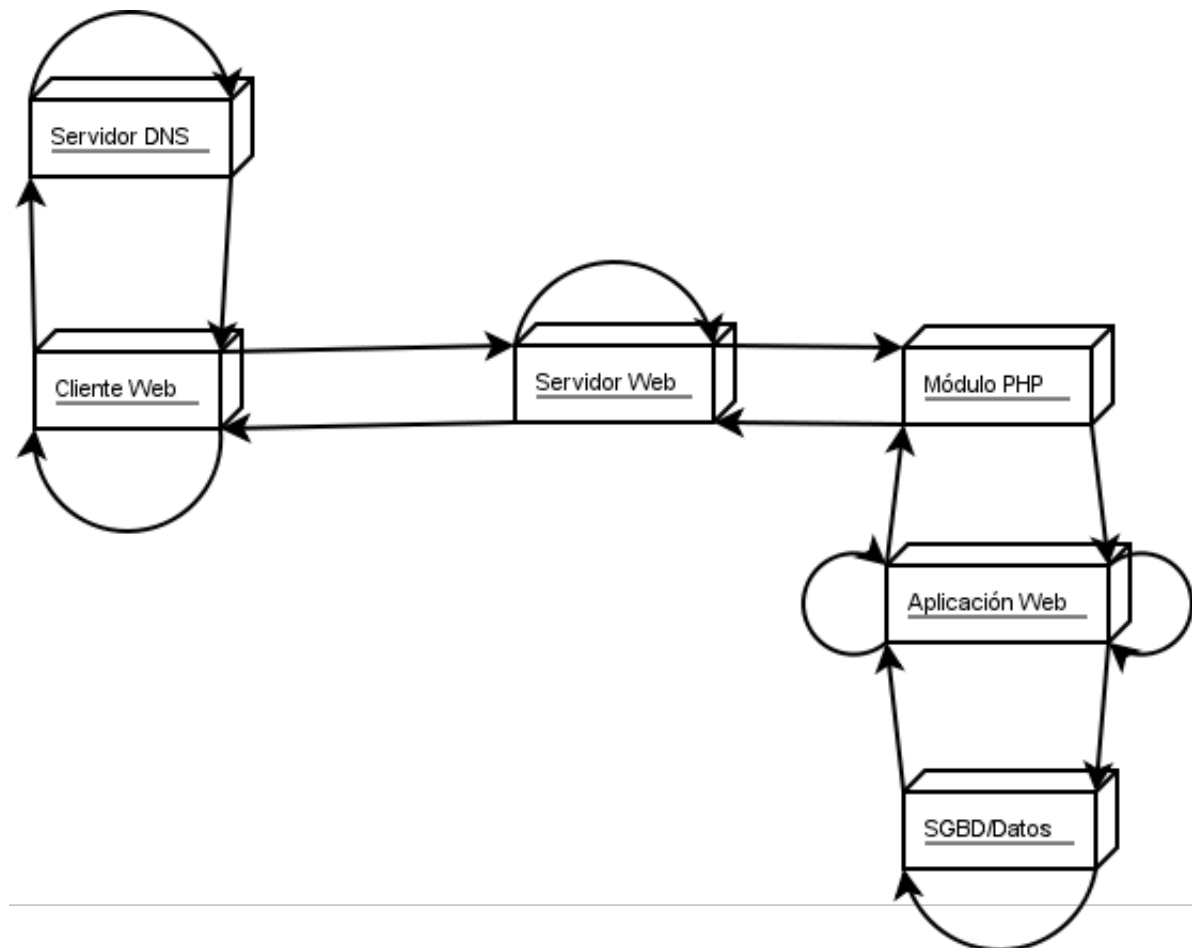 Servidor DNS
Cliente Web
Servidor Web
Módulo PHP
Aplicación Web
SGBD/Datos